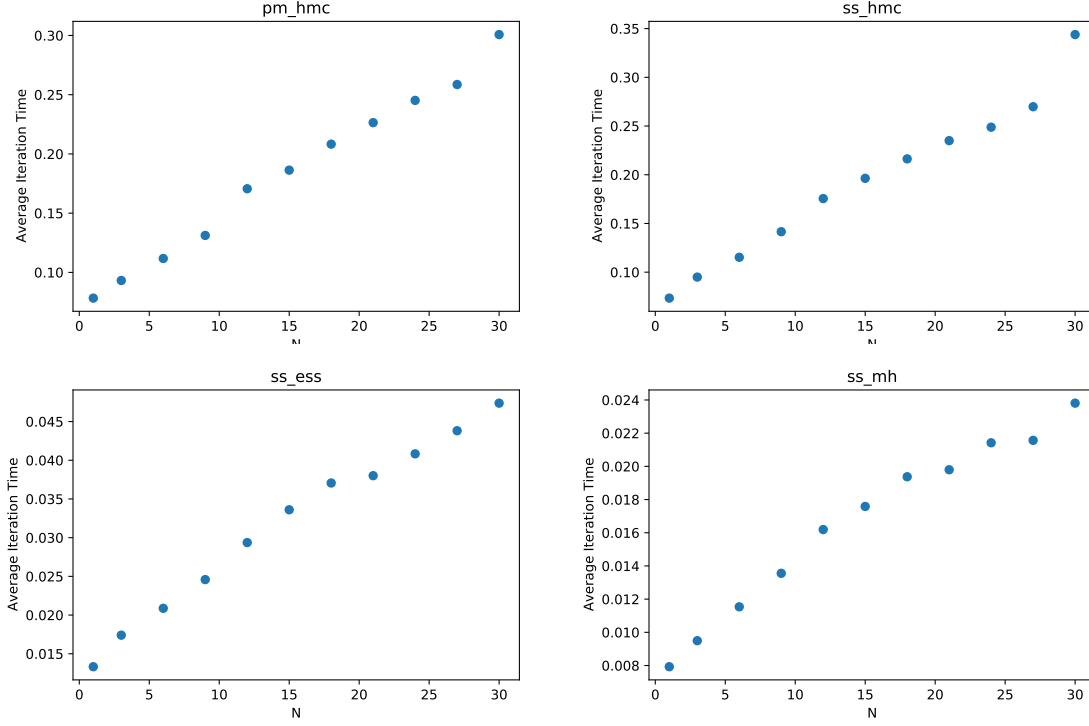 pm_hmc
Average Iteration Time
0.30
0.25
0.20
0.15
0.10
0 5 10 15 20 25 30
N
ss_hmc
Average Iteration Time
0.35
0.30
0.25
0.20
0.15
0.10
0 5 10 15 20 25 30
N
ss_ess
Average Iteration Time
0.045
0.040
0.035
0.030
0.025
0.020
0.015
0 5 10 15 20 25 30
N
ss_mh
Average Iteration Time
0.024
0.022
0.020
0.018
0.016
0.014
0.012
0.010
0.008
0 5 10 15 20 25 30
N